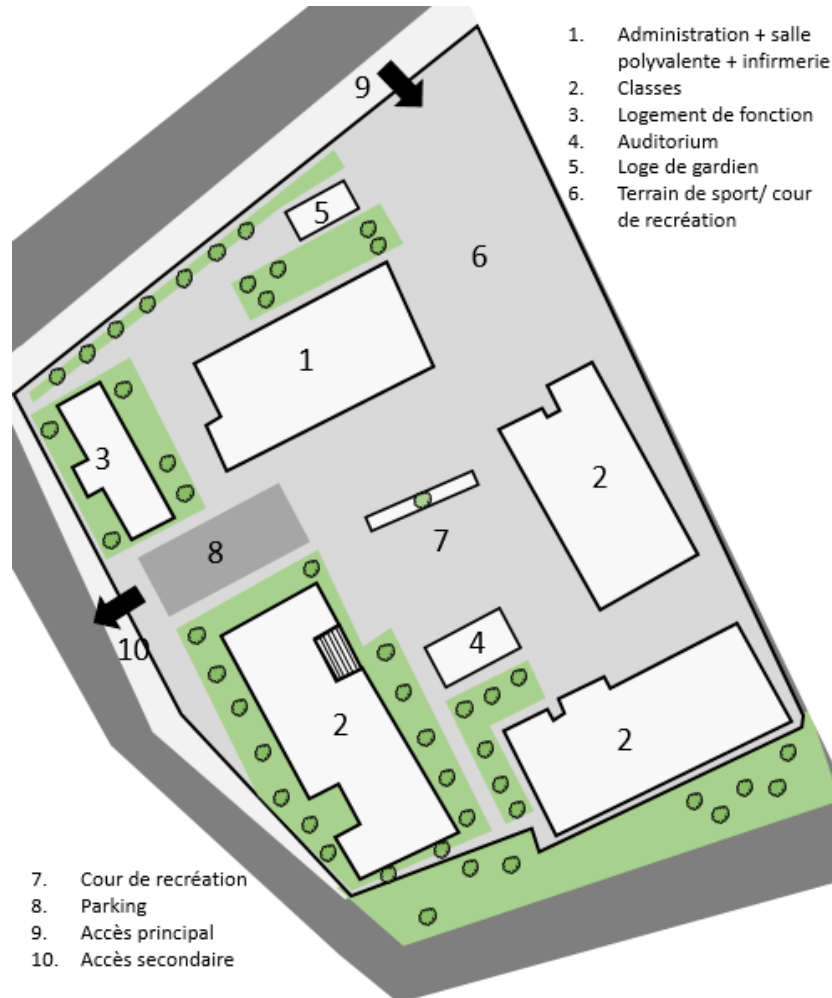 1. Administration + salle
polyvalente + infirmerie
2. Classes
3. Logement de fonction
4. Auditorium
5. Loge de gardien
6. Terrain de sport/ cour
de recréation
9
5
6
1
3
2
8
7
10
4
2
2
7. Cour de recréation
8. Parking
9. Accès principal
10. Accès secondaire